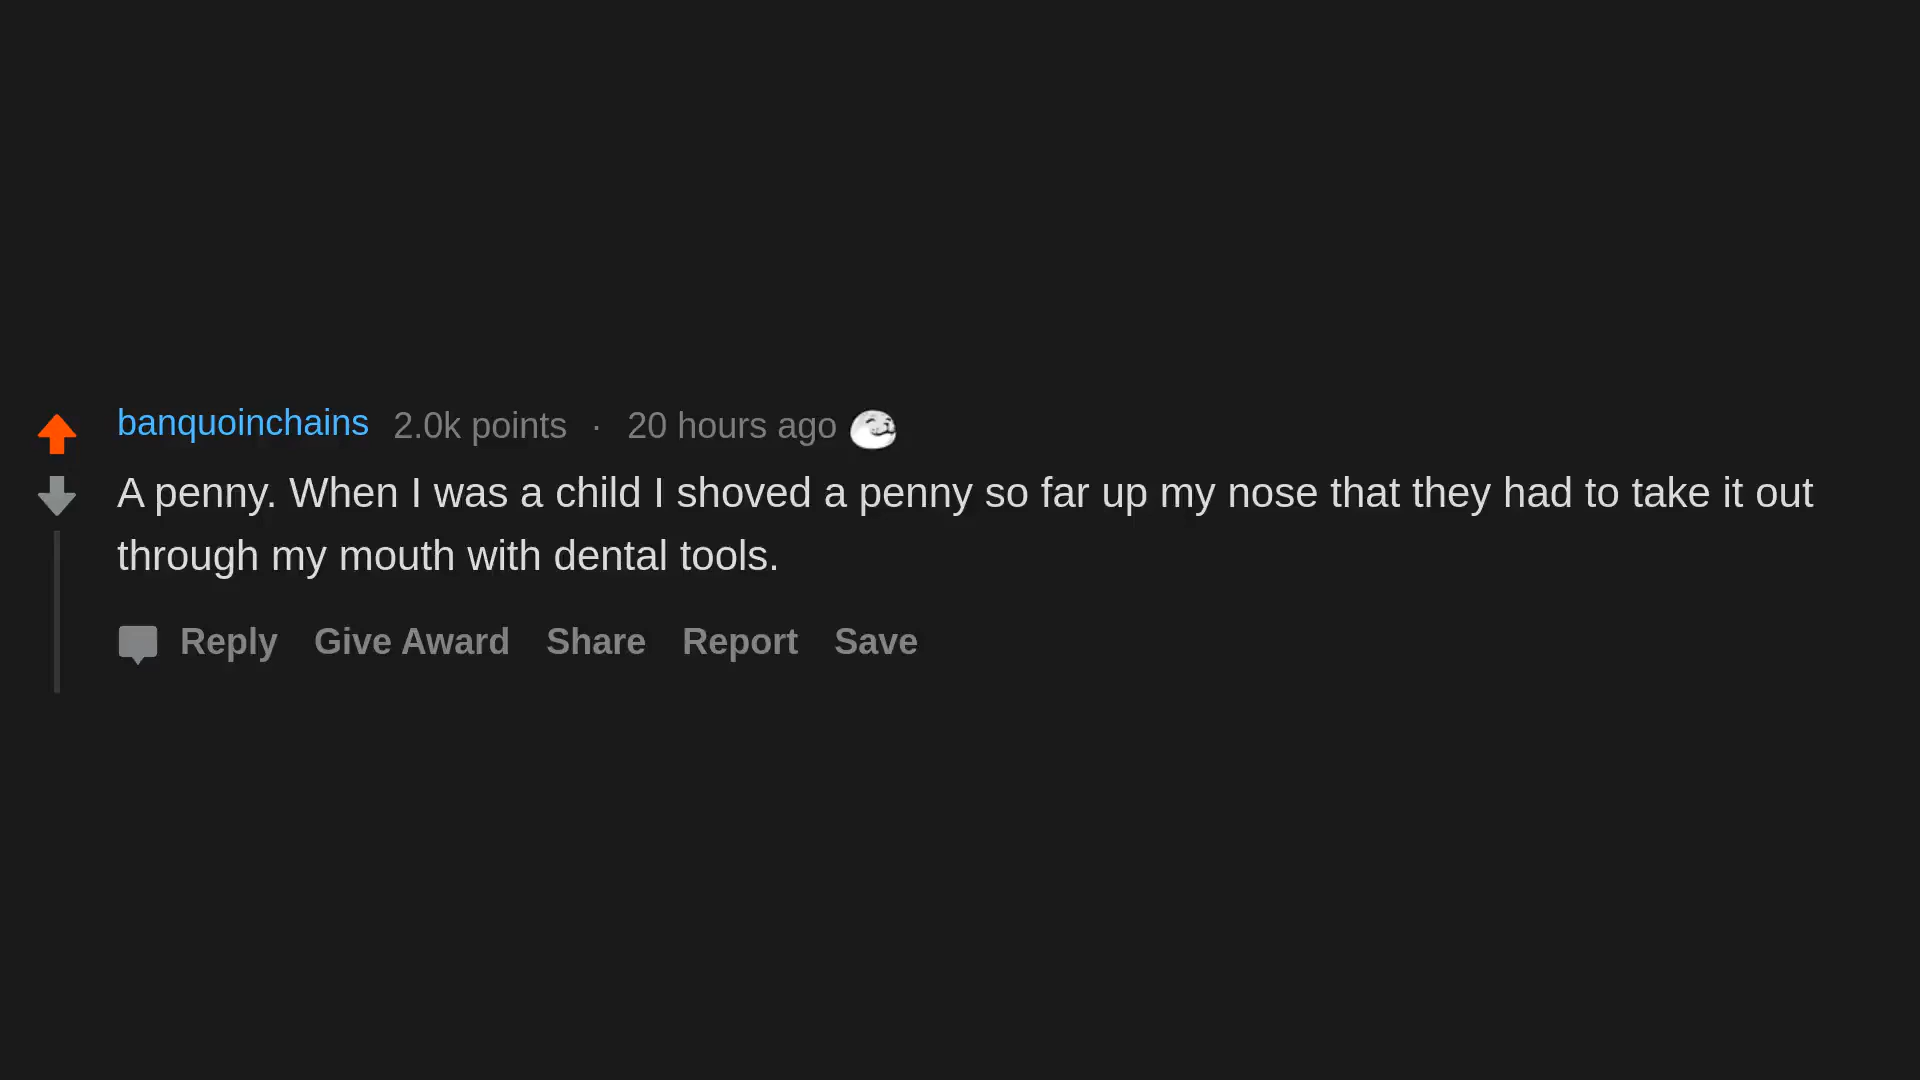 banquoinchains 2.0k points · 20 hours ago
A penny. When I was a child I shoved a penny so far up my nose that they had to take it out
through my mouth with dental tools.
Reply Give Award Share Report Save